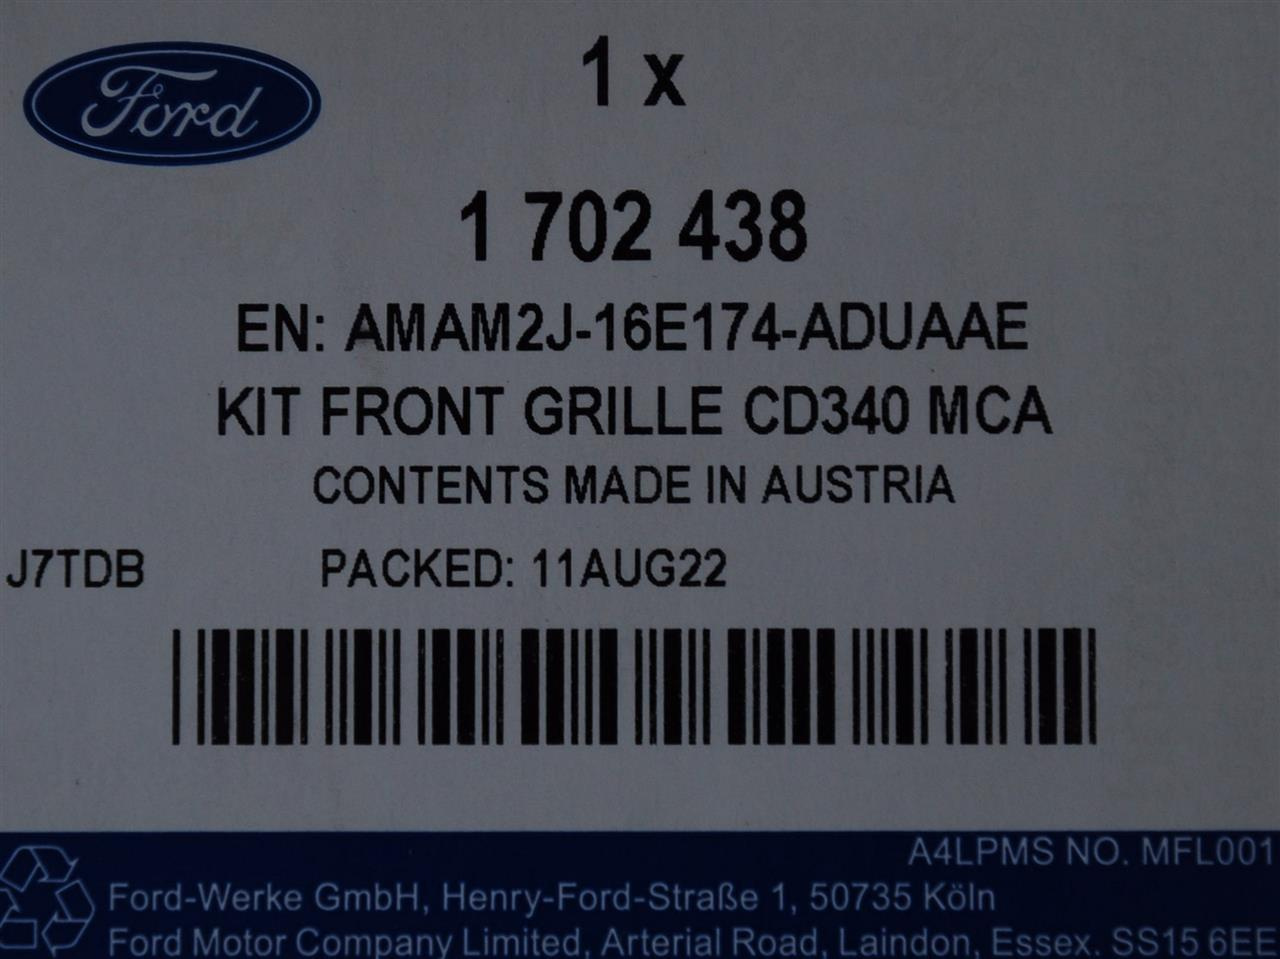 Ford
1 x
1 702 438
EN: AMAM2J-16E174-ADUAAE
KIT FRONT GRILLE CD340 MCA
CONTENTS MADE IN AUSTRIA
J7TDB PACKED: 11AUG22
A4LPMS NO. MFL001
Ford-Werke GmbH, Henry-Ford-Straße 1, 50735 Köln
Ford Motor Company Limited, Arterial Road, Laindon, Essex. SS15 6EE